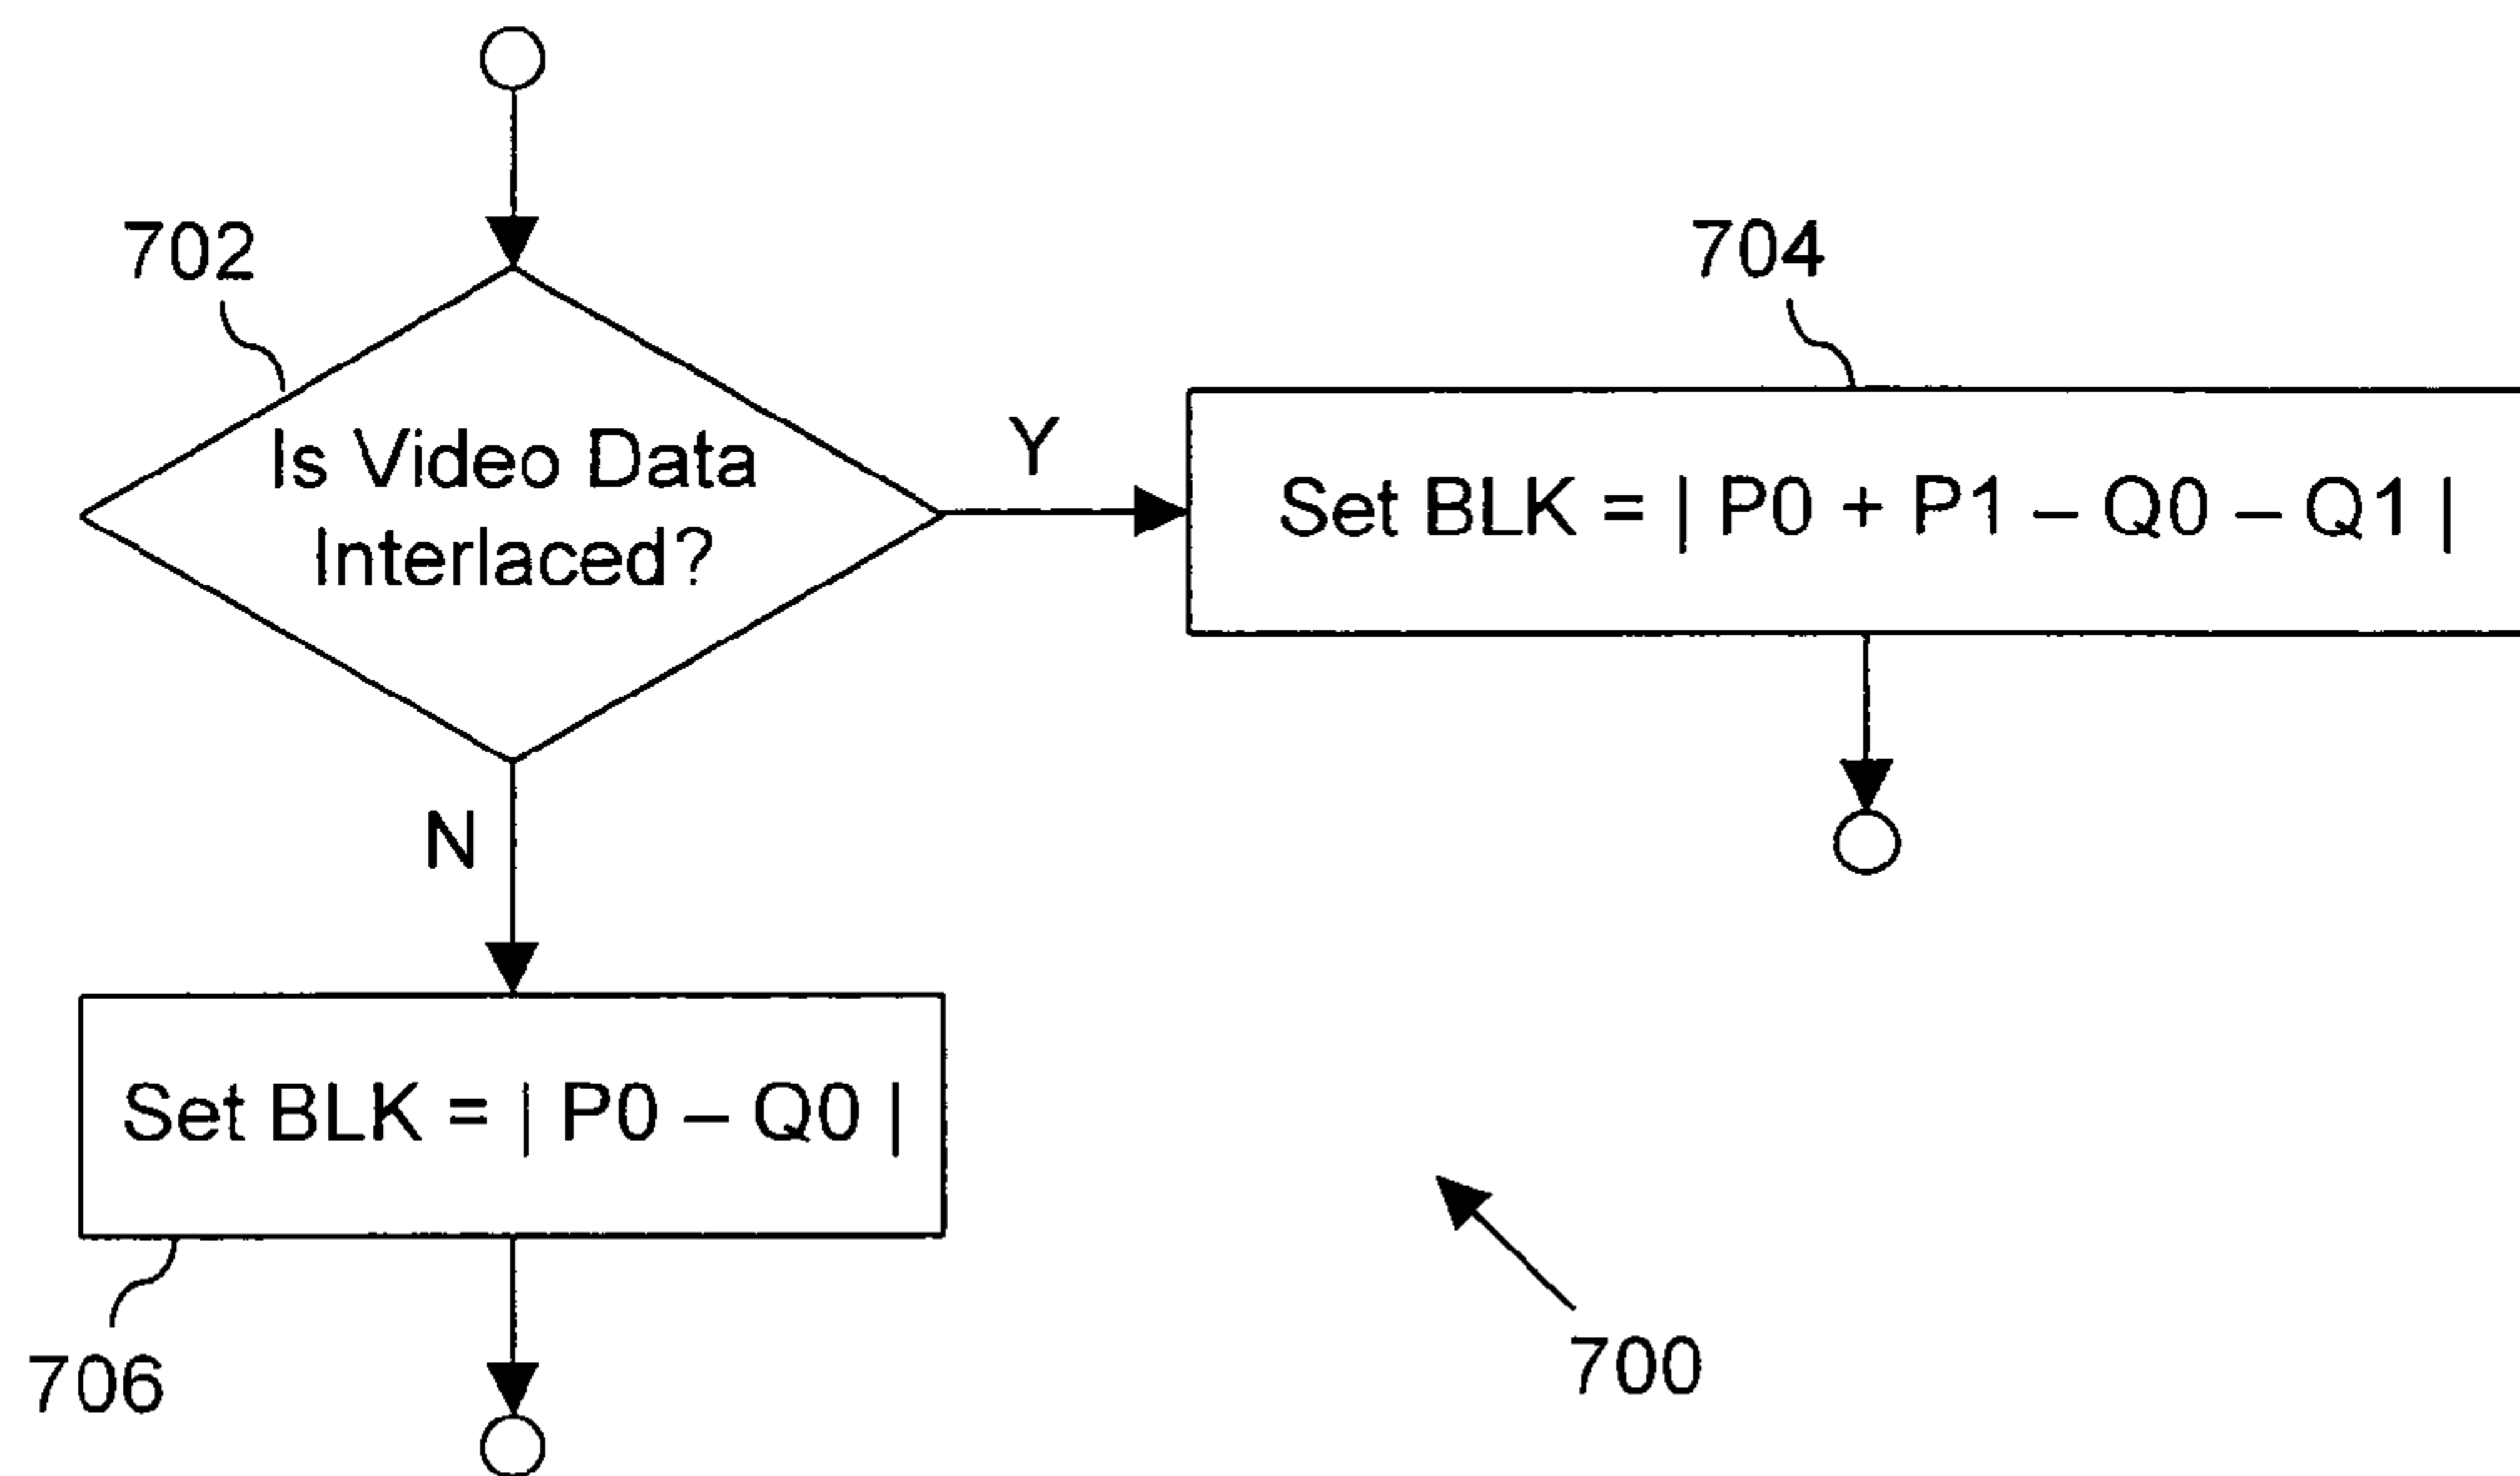 702
704
Is Video Data
Interlaced?
Y
Set BLK = | P0 + P1 – Q0 – Q1 |
N
Set BLK = | P0 – Q0 |
706
700